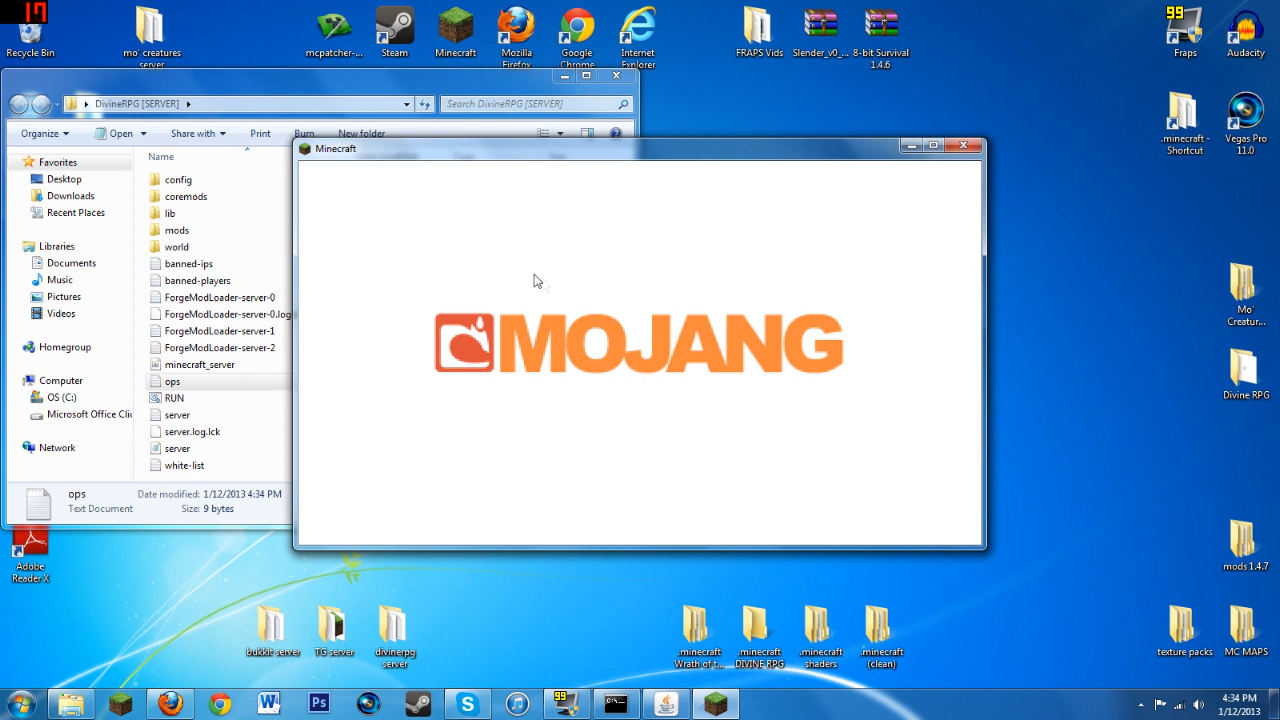 17
Recycle Bin
mo' creatures
server
mcpatcher-...
Steam
Minecraft
Mozilla
Firefox
Google
Chrome
Internet
Explorer
FRAPS Vids
Slender_v0_...
8-bit Survival
1.4.6
99
Fraps
Audacity
DivineRPG [SERVER]
Search DivineRPG [SERVER]
Organize
Open
Share with
Print
Burn
New folder
Minecraft
Name
Favorites
Desktop
Downloads
Recent Places
Libraries
Documents
Music
Pictures
Videos
Homegroup
Computer
OS (C:)
Microsoft Office Clic
Network
config
coremods
lib
mods
world
banned-ips
banned-players
ForgeModLoader-server-0
ForgeModLoader-server-0.log
ForgeModLoader-server-1
ForgeModLoader-server-2
minecraft_server
ops
RUN
server
server.log.lck
server
white-list
ops
Date modified: 1/12/2013 4:34 PM
Text Document
Size: 9 bytes
MOJANG
.minecraft -
Shortcut
Vegas Pro
11.0
Mo'
Creatur...
Divine RPG
mods 1.4.7
Adobe
Reader X
bukkit server
TG server
divinerpg
server
.minecraft
Wrath of t...
.minecraft
DIVINE RPG
.minecraft
shaders
.minecraft
(clean)
texture packs
MC MAPS
W
Ps
S
99
C:\
4:34 PM
1/12/2013